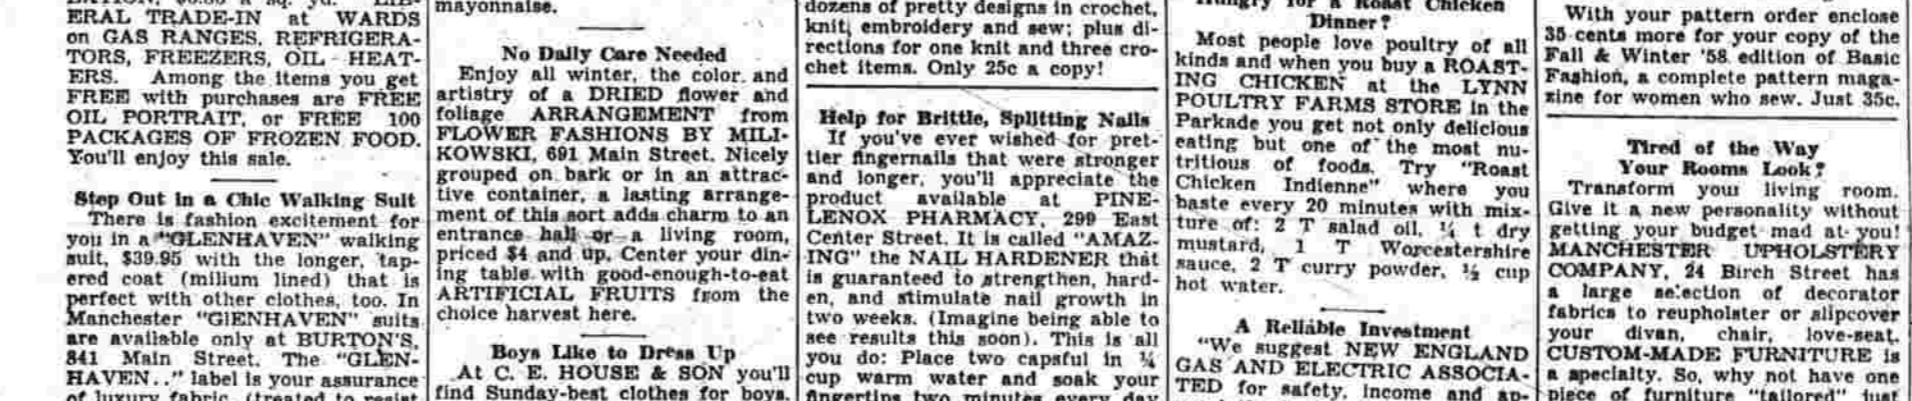 ERAL TRADE-IN at WARDS
on GAS RANGES, REFRIGERA-
TORS, FREEZERS, OIL HEAT-
ERS. Among the items you get
FREE with purchases are FREE
OIL PORTRAIT, or FREE 100
PACKAGES OF FROZEN FOOD.
You'll enjoy this sale.
Step Out in a Chic Walking Suit
There is fashion excitement for
you in a "GLENHAVEN" walking
suit, $39.95 with the longer, tap-
ered coat (milium lined) that is
perfect with other clothes, too. In
Manchester "GlENHAVEN" suits
are available only at BURTON'S,
841 Main Street. The "GLEN-
HAVEN.." label is your assurance
of luxury fabric (treated to resist
mayonnaise.
No Daily Care Needed
Enjoy all winter, the color and
artistry of a DRIED flower and
foliage ARRANGEMENT from
FLOWER FASHIONS BY MILI-
KOWSKI, 691 Main Street. Nicely
grouped on bark or in an attrac-
tive container, a lasting arrange-
ment of this sort adds charm to an
entrance hall or a living room,
priced $4 and up. Center your din-
ing table with good-enough-to-eat
ARTIFICIAL FRUITS from the
choice harvest here.
Boys Like to Dress Up
At C. E. HOUSE & SON you'll
find Sunday-best clothes for boys.
dozens of pretty designs in crochet,
knit, embroidery and sew; plus di-
rections for one knit and three cro-
chet items. Only 25c a copy!
Help for Brittle, Splitting Nails
If you've ever wished for pret-
tier fingernails that were stronger
and longer, you'll appreciate the
product available at PINE-
LENOX PHARMACY, 299 East
Center Street. It is called "AMAZ-
ING" the NAIL HARDENER that
is guaranteed to strengthen, hard-
en, and stimulate nail growth in
two weeks. (Imagine being able to
see results this soon). This is all
you do: Place two capsful in ¼
cup warm water and soak your
fingertips two minutes every day
Hungry for a Roast Chicken
Dinner?
Most people love poultry of all
kinds and when you buy a ROAST-
ING CHICKEN at the LYNN
POULTRY FARMS STORE in the
Parkade you get not only delicious
eating but one of the most nu-
tritious of foods. Try "Roast
Chicken Indienne" where you
baste every 20 minutes with mix-
ture of: 2 T salad oil, ¼ t dry
mustard, 1 T Worcestershire
sauce, 2 T curry powder, ½ cup
hot water.
A Reliable Investment
"We suggest NEW ENGLAND
GAS AND ELECTRIC ASSOCIA-
TED for safety, income and ap-
With your pattern order enclose
35 cents more for your copy of the
Fall & Winter '58 edition of Basic
Fashion, a complete pattern maga-
zine for women who sew. Just 35c.
Tired of the Way
Your Rooms Look?
Transform your living room.
Give it a new personality without
getting your budget mad at you!
MANCHESTER UPHOLSTERY
COMPANY, 24 Birch Street has
a large selection of decorator
fabrics to reupholster or slipcover
your divan, chair, love-seat.
CUSTOM-MADE FURNITURE is
a specialty. So, why not have one
piece of furniture "tailored" just